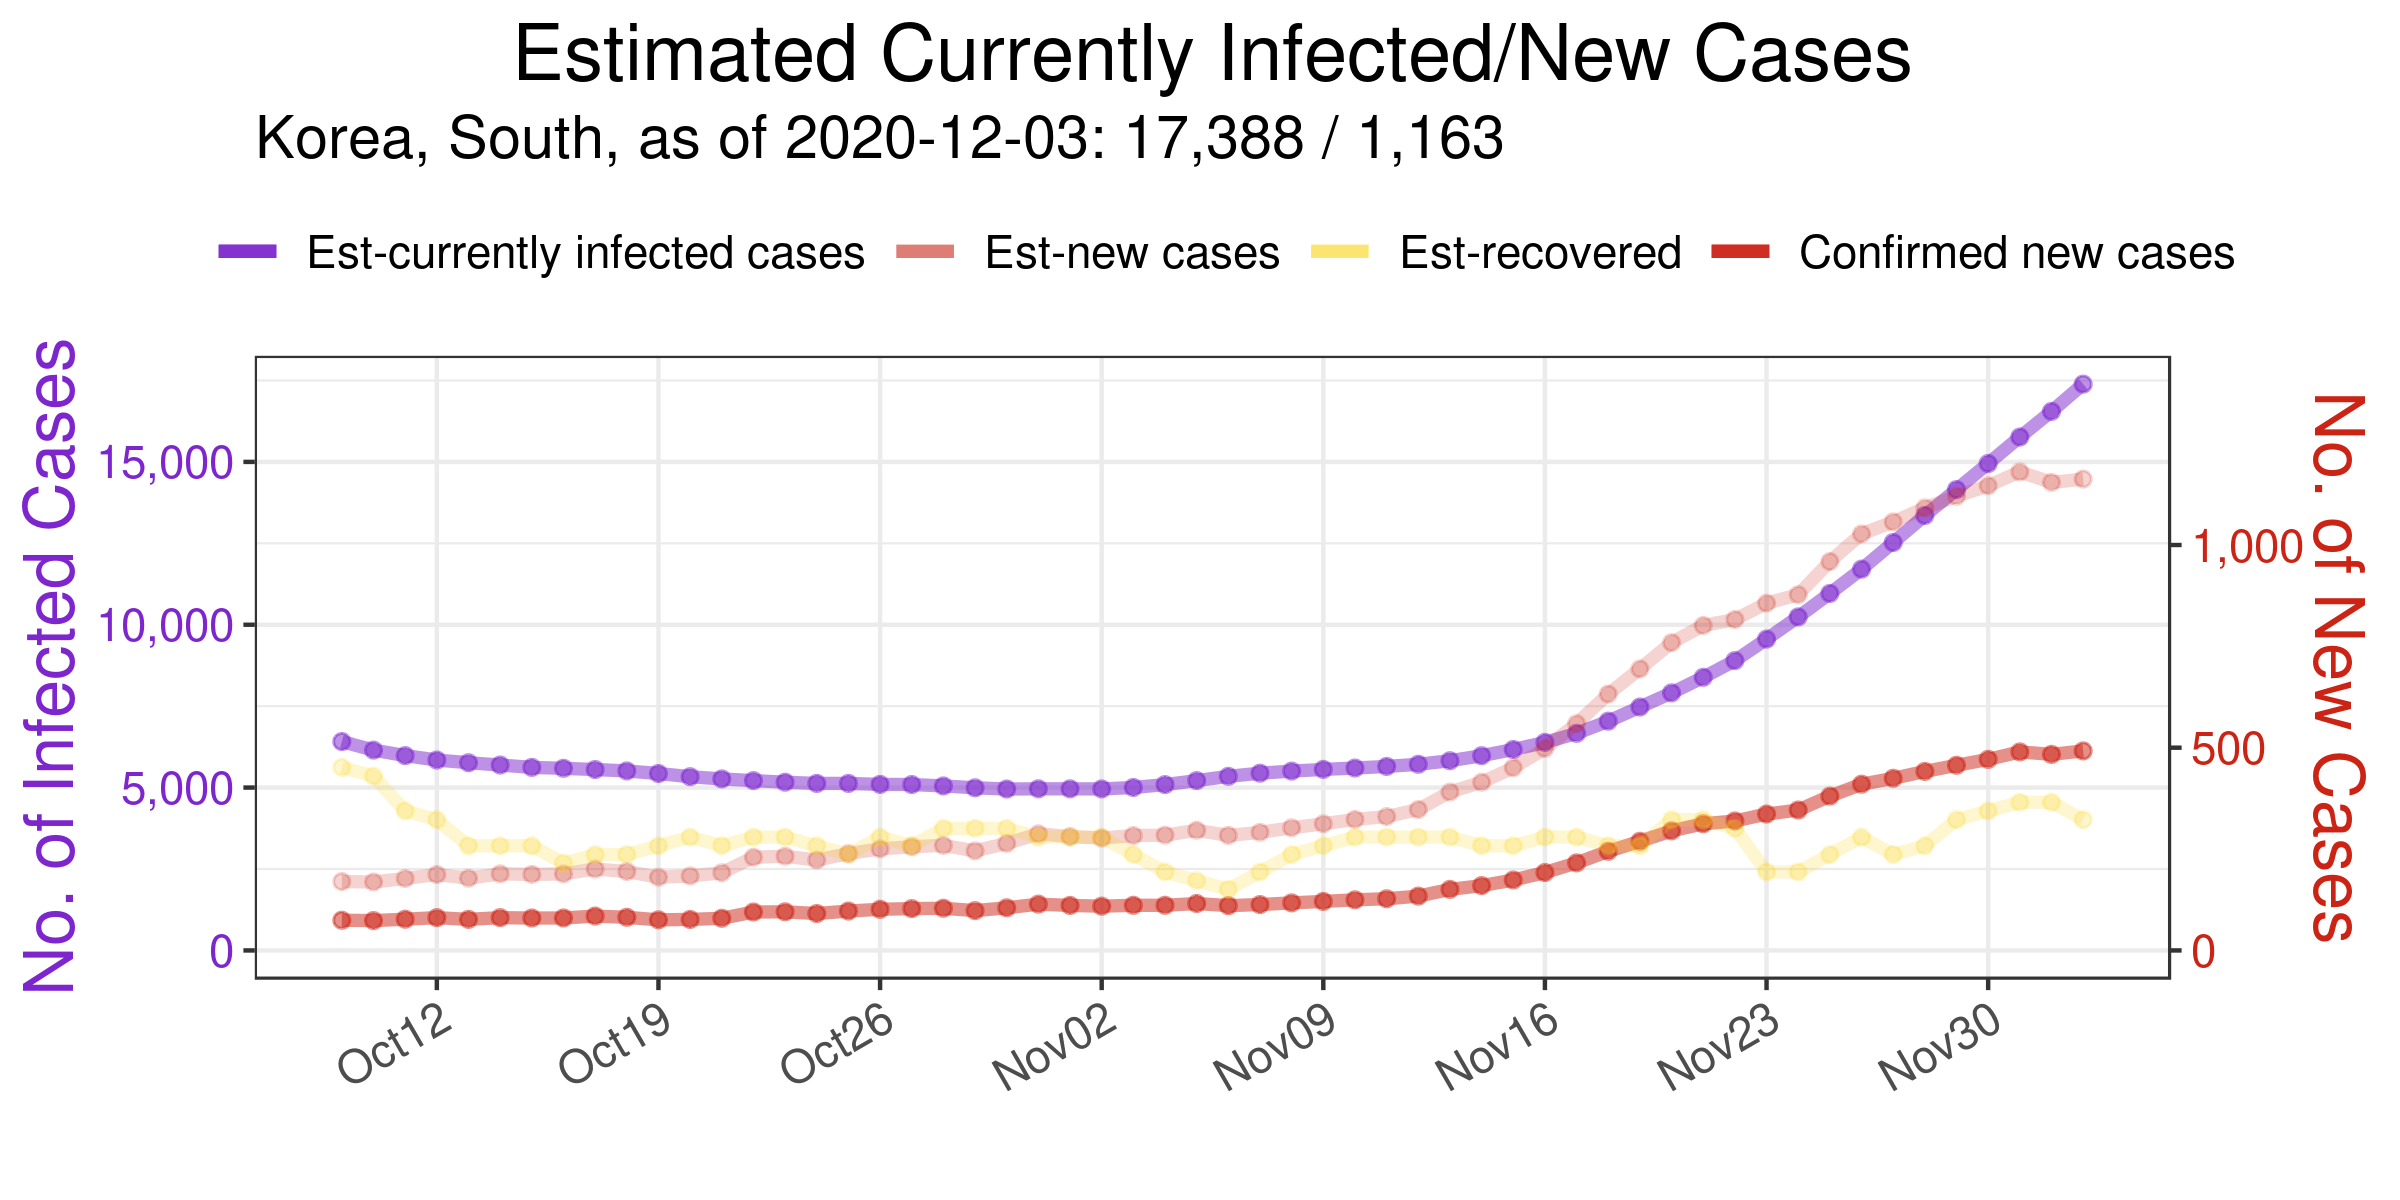 Estimated Currently Infected/New Cases
Korea, South, as of 2020-12-03: 17,388 / 1,163
Est-currently infected cases Est-new cases Est-recovered Confirmed new cases
No. of Infected Cases
15,000
10,000
5,000
0
1,000
500
0
No. of New Cases
Oct12 Oct19 Oct26 Nov02 Nov09 Nov16 Nov23 Nov30